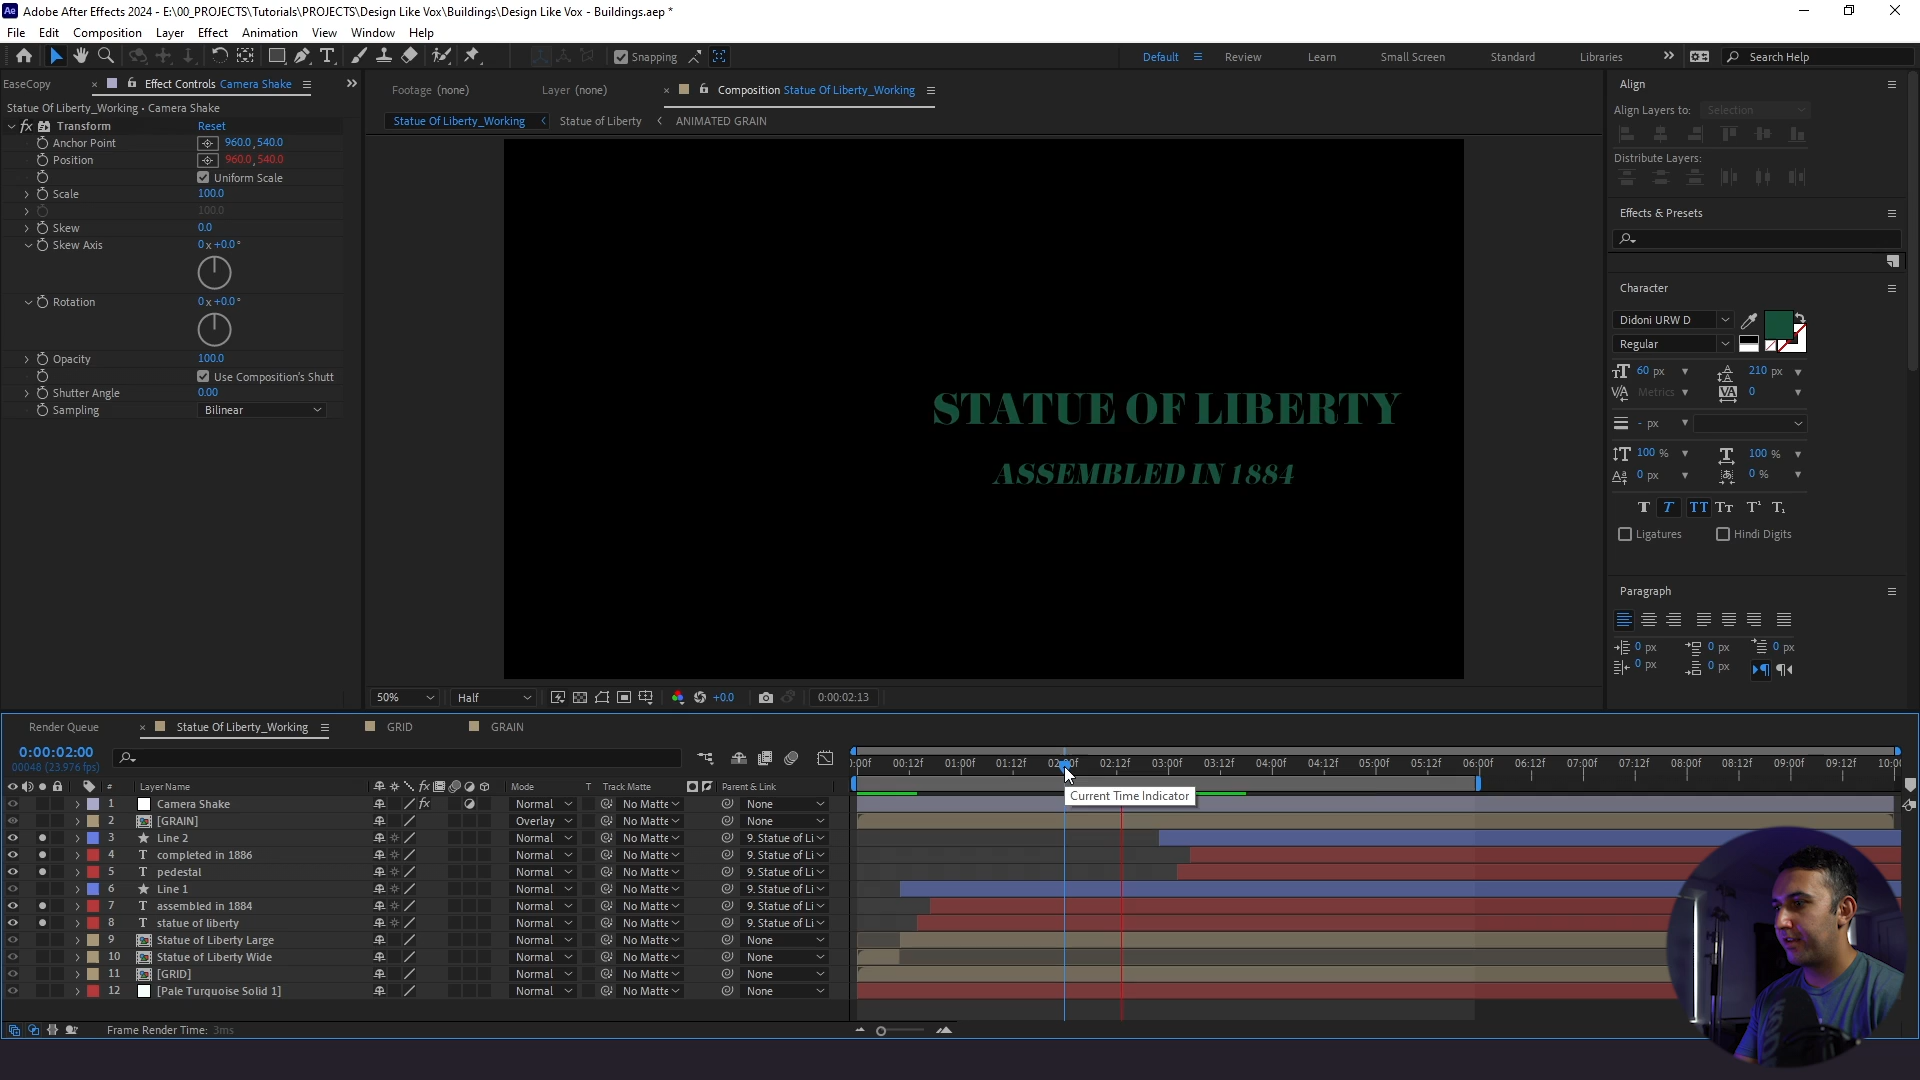 Ae Adobe After Effects 2024 - E:\00_PROJECTS\Tutorials\PROJECTS\Design Like Vox\Buildings\Design Like Vox - Buildings.aep *
File Edit Composition Layer Effect Animation View Window Help
Snapping Default Review Learn Small Screen Standard Libraries Search Help
EaseCopy Effect Controls Camera Shake
Statue Of Liberty_Working • Camera Shake
fx Transform Reset
Anchor Point 960.0, 540.0
Position 960.0, 540.0
Uniform Scale
Scale 100.0
100.0
Skew 0.0
Skew Axis 0 x +0.0°
Rotation 0 x +0.0°
Opacity 100.0
Use Composition's Shutt
Shutter Angle 0.00
Sampling Bilinear
Footage (none) Layer (none) Composition Statue Of Liberty_Working
Statue Of Liberty_Working Statue of Liberty ANIMATED GRAIN
STATUE OF LIBERTY
ASSEMBLED IN 1884
50% Half +0.0 0:00:02:13
Align
Align Layers to: Selection
Distribute Layers:
Effects & Presets
Character
Didoni URW D
Regular
60 px 210 px
Metrics 0
- px
100 % 100 %
0 px 0 %
T T TT Tt T¹ T₁
Ligatures Hindi Digits
Paragraph
0 px 0 px 0 px
0 px 0 px
Render Queue Statue Of Liberty_Working GRID GRAIN
0:00:02:00
00048 (23.976 fps)
:00f 00:12f 01:00f 01:12f 02:00f 02:12f 03:00f 03:12f 04:00f 04:12f 05:00f 05:12f 06:00f 06:12f 07:00f 07:12f 08:00f 08:12f 09:00f 09:12f 10:00
# Layer Name Mode T Track Matte Parent & Link
Current Time Indicator
1 Camera Shake Normal No Matte None
2 [GRAIN] Overlay No Matte None
3 Line 2 Normal No Matte 9. Statue of Li
4 completed in 1886 Normal No Matte 9. Statue of Li
5 pedestal Normal No Matte 9. Statue of Li
6 Line 1 Normal No Matte 9. Statue of Li
7 assembled in 1884 Normal No Matte 9. Statue of Li
8 statue of liberty Normal No Matte 9. Statue of Li
9 Statue of Liberty Large Normal No Matte None
10 Statue of Liberty Wide Normal No Matte None
11 [GRID] Normal No Matte None
12 [Pale Turquoise Solid 1] Normal No Matte None
Frame Render Time: 3ms